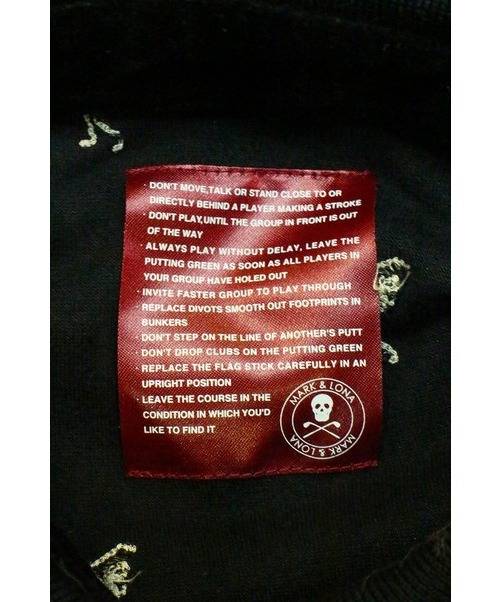 · DON'T MOVE,TALK OR STAND CLOSE TO OR
DIRECTLY BEHIND A PLAYER MAKING A STROKE
· DON'T PLAY,UNTIL THE GROUP IN FRONT IS OUT
OF THE WAY
· ALWAYS PLAY WITHOUT DELAY, LEAVE THE
PUTTING GREEN AS SOON AS ALL PLAYERS IN
YOUR GROUP HAVE HOLED OUT
· INVITE FASTER GROUP TO PLAY THROUGH
· REPLACE DIVOTS SMOOTH OUT FOOTPRINTS IN
BUNKERS
· DON'T STEP ON THE LINE OF ANOTHER'S PUTT
· DON'T DROP CLUBS ON THE PUTTING GREEN
· REPLACE THE FLAG STICK CAREFULLY IN AN
UPRIGHT POSITION
· LEAVE THE COURSE IN THE
CONDITION IN WHICH YOU'D
LIKE TO FIND IT
MARK & LONA
MARK & LONA